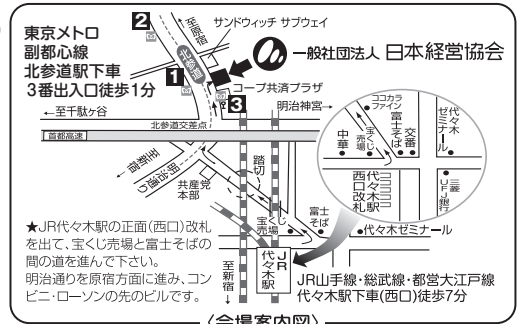 東京メトロ
副都心線
北参道駅下車
3番出入口徒歩1分
2
至原宿
サンドウィッチ サブウェイ
一般社団法人 日本経営協会
北参道
1
3
コープ共済プラザ
明治神宮→
←至千駄ヶ谷
北参道交差点
首都高速
至新宿
明治通り
共産党
本部
踏切
ココカラ
ファイン
中華
宝くじ
売場
富士そば
交番
代々木
ゼミナール
代々木駅
西口改札
三菱
UFJ銀行
★JR代々木駅の正面(西口)改札
を出て、宝くじ売場と富士そばの
間の道を進んで下さい。
明治通りを原宿方面に進み、コン
ビニ・ローソンの先のビルです。
宝くじ
売場
富士
そば
代々木ゼミナール
至新宿
JR
代々木駅
JR山手線・総武線・都営大江戸線
代々木駅下車(西口)徒歩7分
〈会場案内図〉